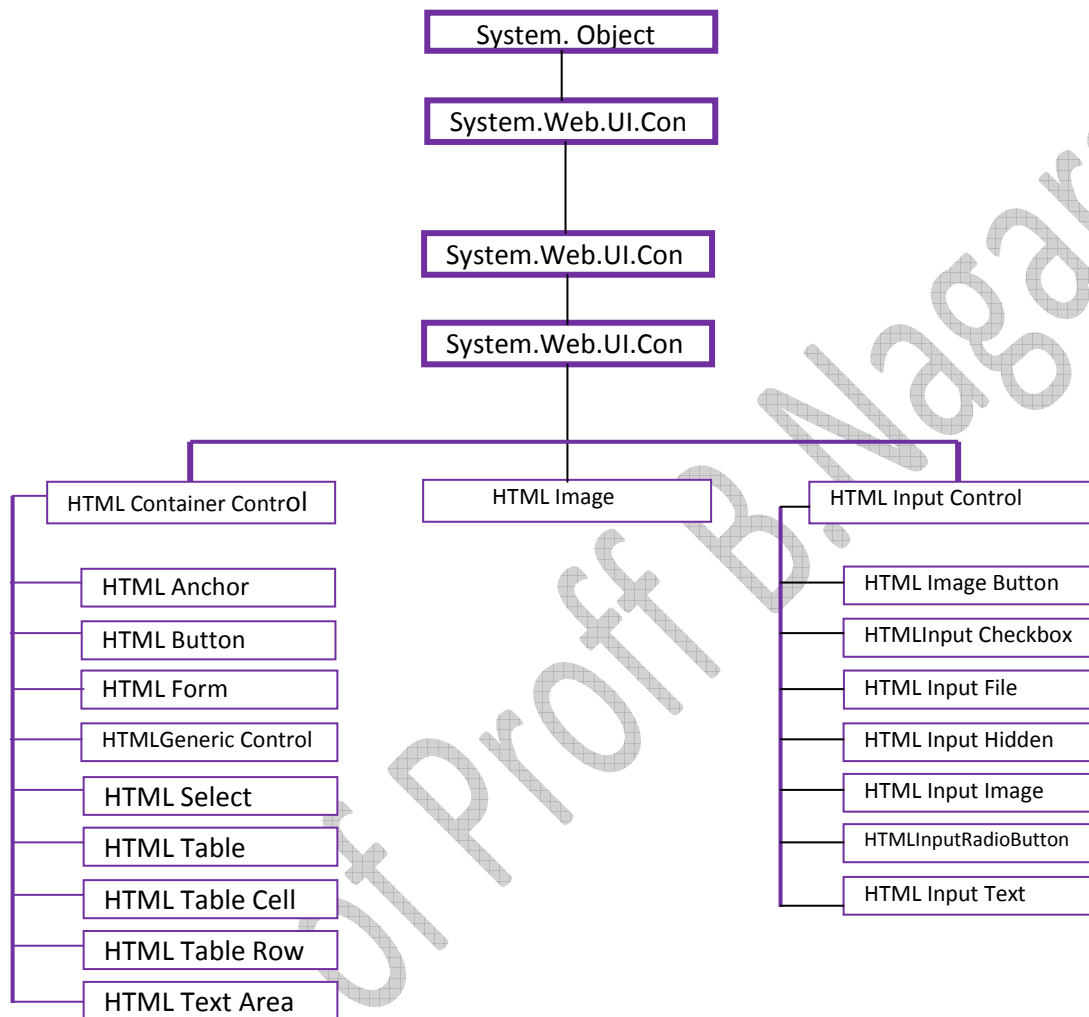 System. Object
System.Web.UI.Con
System.Web.UI.Con
System.Web.UI.Con
HTML Container Control
HTML Image
HTML Input Control
HTML Anchor
HTML Button
HTML Form
HTMLGeneric Control
HTML Select
HTML Table
HTML Table Cell
HTML Table Row
HTML Text Area
HTML Image Button
HTMLInput Checkbox
HTML Input File
HTML Input Hidden
HTML Input Image
HTMLInputRadioButton
HTML Input Text
of Proff B.Nagar